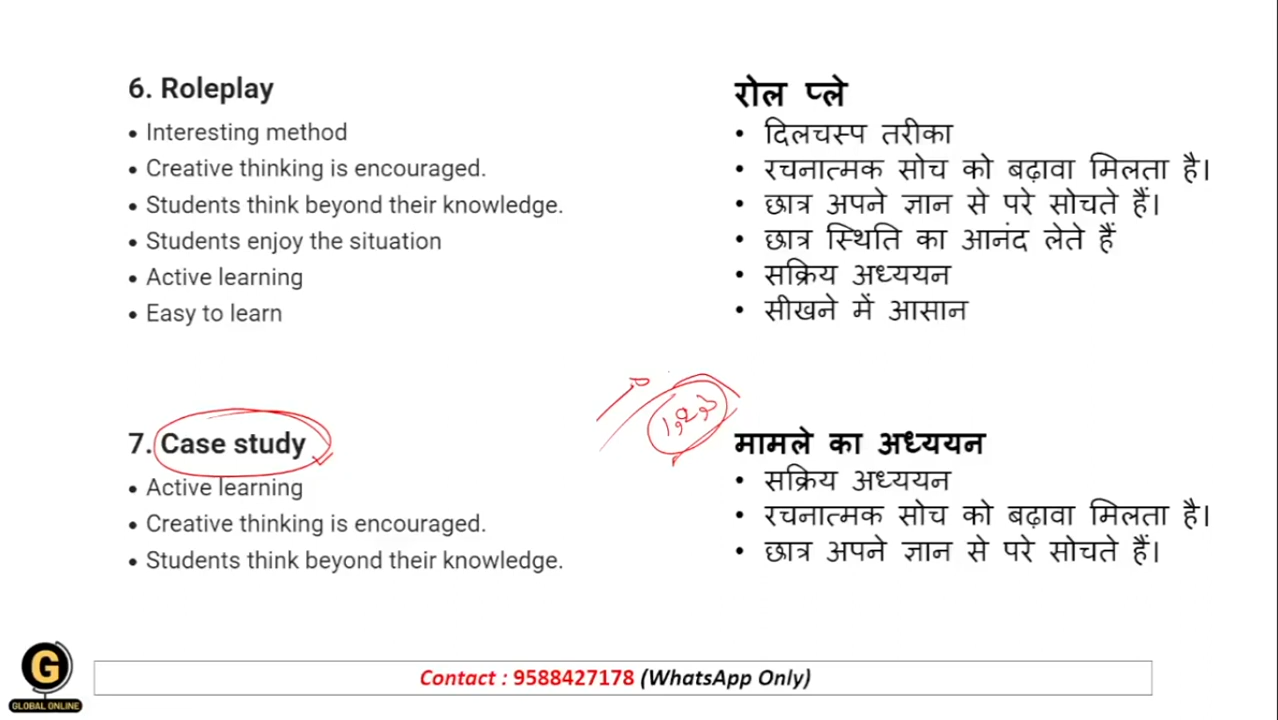 6. Roleplay
• Interesting method
• Creative thinking is encouraged.
• Students think beyond their knowledge.
• Students enjoy the situation
• Active learning
• Easy to learn
रोल प्ले
• दिलचस्प तरीका
• रचनात्मक सोच को बढ़ावा मिलता है।
• छात्र अपने ज्ञान से परे सोचते हैं।
• छात्र स्थिति का आनंद लेते हैं
• सक्रिय अध्ययन
• सीखने में आसान
7. Case study
• Active learning
• Creative thinking is encouraged.
• Students think beyond their knowledge.
1,2,3
मामले का अध्ययन
• सक्रिय अध्ययन
• रचनात्मक सोच को बढ़ावा मिलता है।
• छात्र अपने ज्ञान से परे सोचते हैं।
G
GLOBAL ONLINE
Contact : 9588427178 (WhatsApp Only)